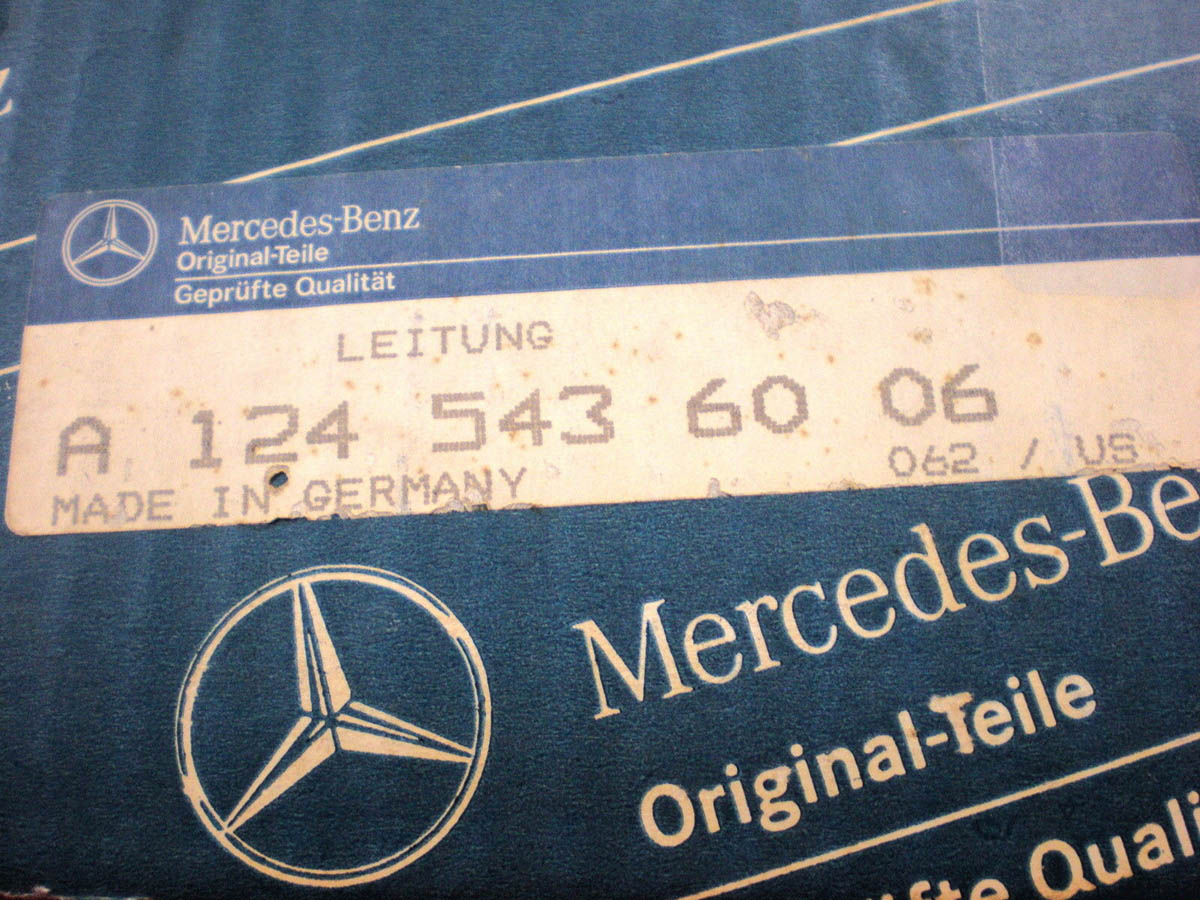 Mercedes-Benz
Original-Teile
Geprüfte Qualität
LEITUNG
A 124 543 60 06
MADE IN GERMANY
062 / US
Mercedes-Be
Original-Teile
Quali